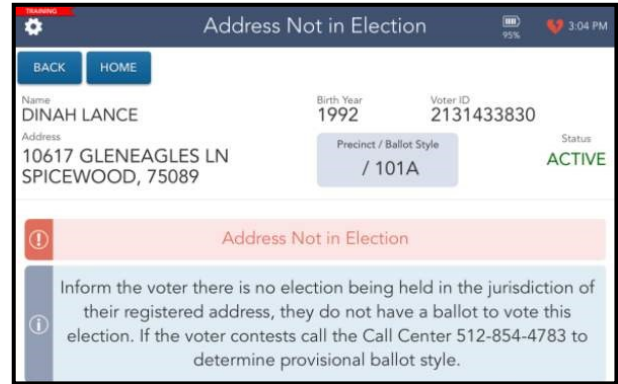 TRAINING
Address Not in Election
95%
3:04 PM
BACK HOME
Name Birth Year Voter ID
DINAH LANCE 1992 2131433830
Address Precinct / Ballot Style Status
10617 GLENEAGLES LN / 101A ACTIVE
SPICEWOOD, 75089
Address Not in Election
Inform the voter there is no election being held in the jurisdiction of
their registered address, they do not have a ballot to vote this
election. If the voter contests call the Call Center 512-854-4783 to
determine provisional ballot style.